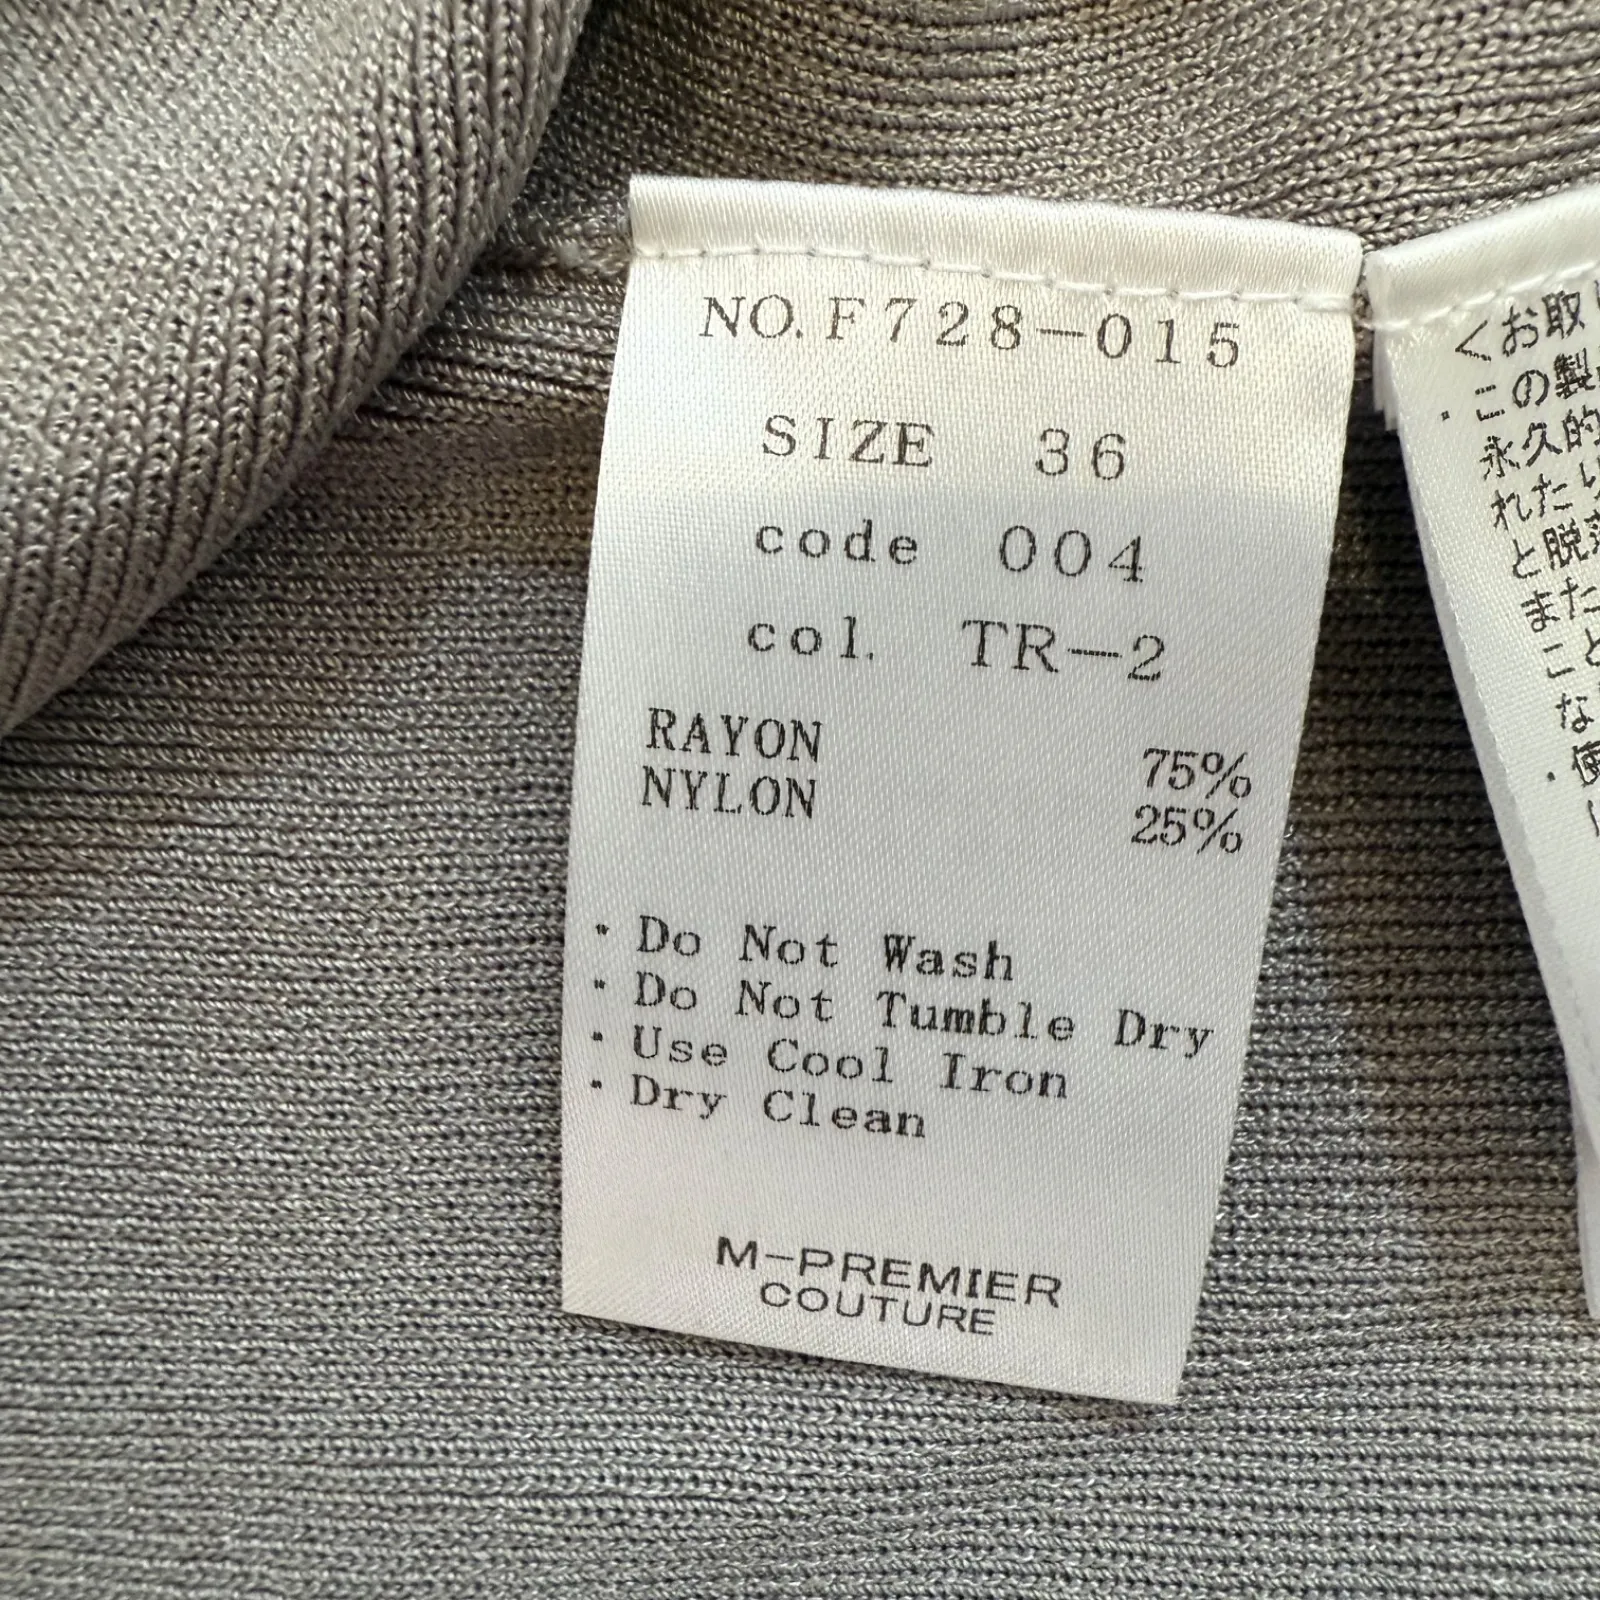 NO.F728-015
SIZE 36
code 004
col. TR-2
RAYON 75%
NYLON 25%
・Do Not Wash
・Do Not Tumble Dry
・Use Cool Iron
・Dry Clean
M-PREMIER
COUTURE
<お取
・この製
永久的
れたり
と脱落
また
こと
な
・使